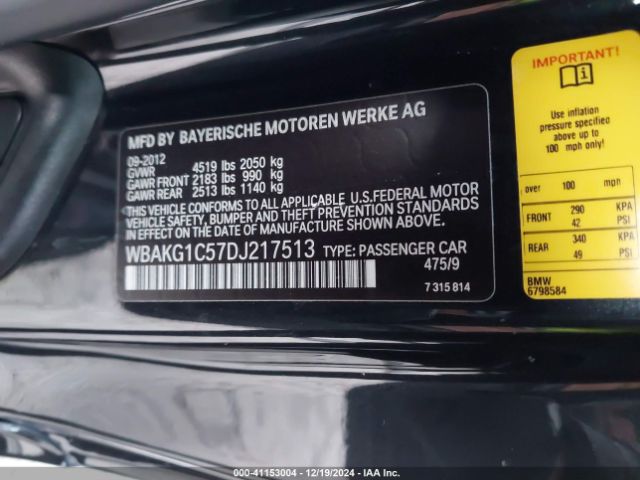 MFD BY BAYERISCHE MOTOREN WERKE AG
09-2012
GVWR 4519 lbs 2050 kg
GAWR FRONT 2183 lbs 990 kg
GAWR REAR 2513 lbs 1140 kg
THIS VEHICLE CONFORMS TO ALL APPLICABLE U.S.FEDERAL MOTOR
VEHICLE SAFETY, BUMPER AND THEFT PREVENTION STANDARDS
IN EFFECT ON THE DATE OF MANUFACTURE SHOWN ABOVE.
WBAKG1C57DJ217513 TYPE: PASSENGER CAR
475/9
7 315 814
IMPORTANT!
Use inflation
pressure specified
above up to
100 mph only!
over 100 mph
FRONT 290 KPA
42 PSI
REAR 340 KPA
49 PSI
BMW
6798584
000-41153004 | 12/19/2024 | IAA Inc.